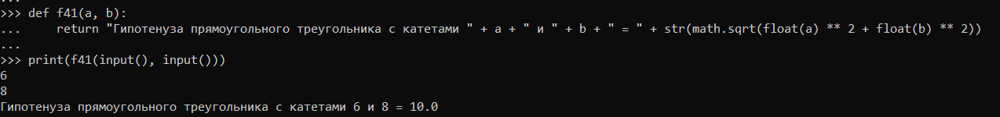 ...
>>> def f41(a, b):
...     return "Гипотенуза прямоугольного треугольника с катетами " + a + " и " + b + " = " + str(math.sqrt(float(a) ** 2 + float(b) ** 2))
...
>>> print(f41(input(), input()))
6
8
Гипотенуза прямоугольного треугольника с катетами 6 и 8 = 10.0